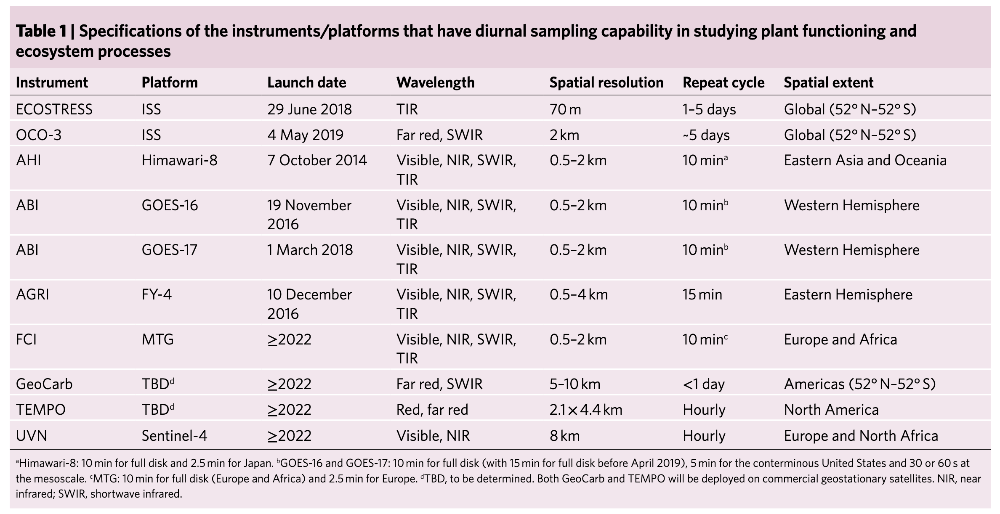 Table 1 | Specifications of the instruments/platforms that have diurnal sampling capability in studying plant functioning and
ecosystem processes
Instrument Platform Launch date Wavelength Spatial resolution Repeat cycle Spatial extent
ECOSTRESS ISS 29 June 2018 TIR 70 m 1–5 days Global (52° N–52° S)
OCO-3 ISS 4 May 2019 Far red, SWIR 2 km ~5 days Global (52° N–52° S)
AHI Himawari-8 7 October 2014 Visible, NIR, SWIR, 0.5–2 km 10 minᵃ Eastern Asia and Oceania
TIR
ABI GOES-16 19 November Visible, NIR, SWIR, 0.5–2 km 10 minᵇ Western Hemisphere
2016 TIR
ABI GOES-17 1 March 2018 Visible, NIR, SWIR, 0.5–2 km 10 minᵇ Western Hemisphere
TIR
AGRI FY-4 10 December Visible, NIR, SWIR, 0.5–4 km 15 min Eastern Hemisphere
2016 TIR
FCI MTG ≥2022 Visible, NIR, SWIR, 0.5–2 km 10 minᶜ Europe and Africa
TIR
GeoCarb TBDᵈ ≥2022 Far red, SWIR 5–10 km <1 day Americas (52° N–52° S)
TEMPO TBDᵈ ≥2022 Red, far red 2.1 × 4.4 km Hourly North America
UVN Sentinel-4 ≥2022 Visible, NIR 8 km Hourly Europe and North Africa
ᵃHimawari-8: 10 min for full disk and 2.5 min for Japan. ᵇGOES-16 and GOES-17: 10 min for full disk (with 15 min for full disk before April 2019), 5 min for the conterminous United States and 30 or 60 s at
the mesoscale. ᶜMTG: 10 min for full disk (Europe and Africa) and 2.5 min for Europe. ᵈTBD, to be determined. Both GeoCarb and TEMPO will be deployed on commercial geostationary satellites. NIR, near
infrared; SWIR, shortwave infrared.